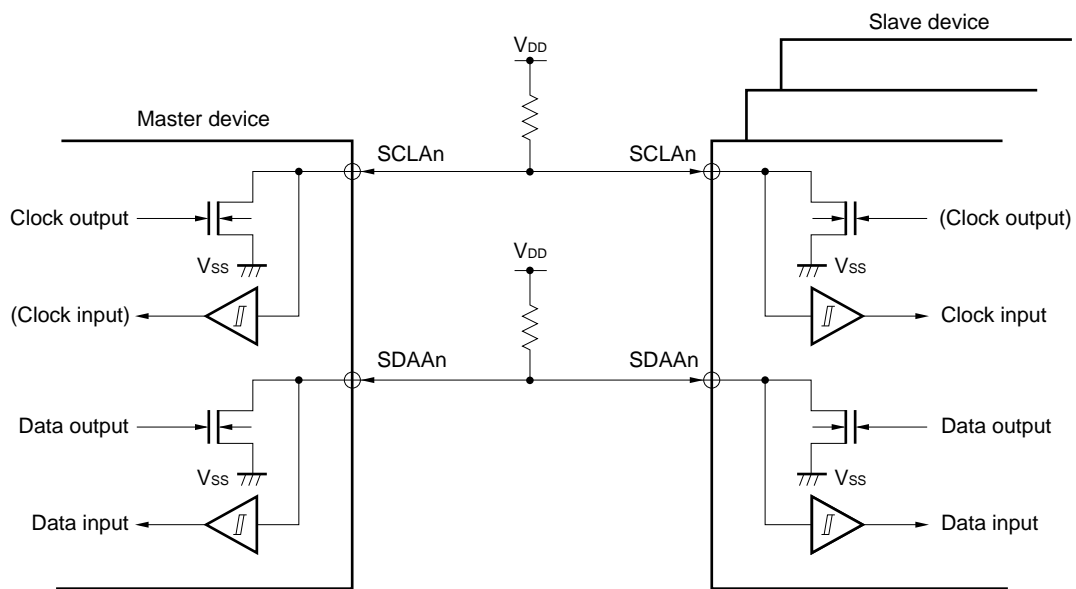 Slave device
VDD
Master device
SCLAn SCLAn
Clock output (Clock output)
VSS VSS
VDD
(Clock input) Clock input
SDAAn SDAAn
Data output Data output
VSS VSS
Data input Data input